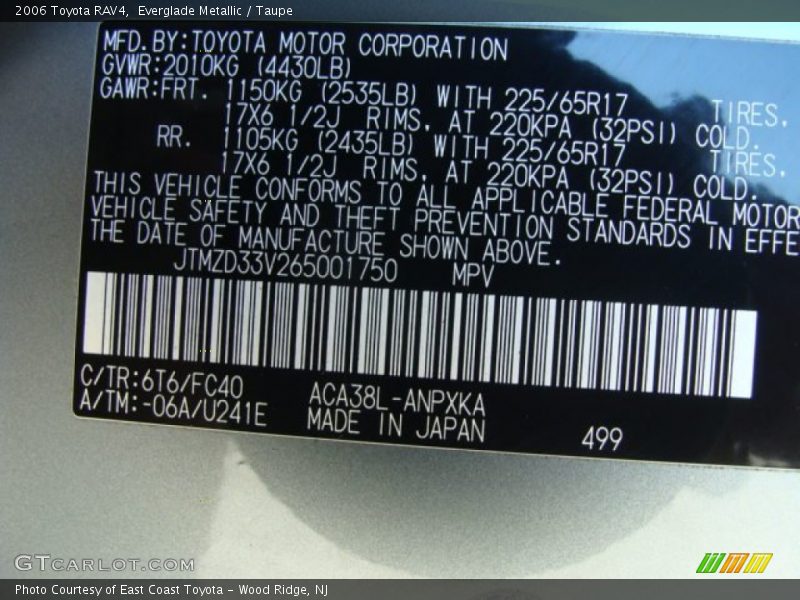 2006 Toyota RAV4,  Everglade Metallic / Taupe
MFD.BY:TOYOTA MOTOR CORPORATION
GVWR:2010KG (4430LB)
GAWR:FRT. 1150KG (2535LB) WITH 225/65R17 TIRES,
17X6 1/2J RIMS, AT 220KPA (32PSI) COLD.
RR. 1105KG (2435LB) WITH 225/65R17 TIRES,
17X6 1/2J RIMS, AT 220KPA (32PSI) COLD.
THIS VEHICLE CONFORMS TO ALL APPLICABLE FEDERAL MOTOR
VEHICLE SAFETY AND THEFT PREVENTION STANDARDS IN EFFE
THE DATE OF MANUFACTURE SHOWN ABOVE.
JTMZD33V265001750 MPV
C/TR:6T6/FC40 ACA38L-ANPXKA
A/TM:-06A/U241E MADE IN JAPAN 499
GTCARLOT.COM
Photo Courtesy of East Coast Toyota - Wood Ridge, NJ